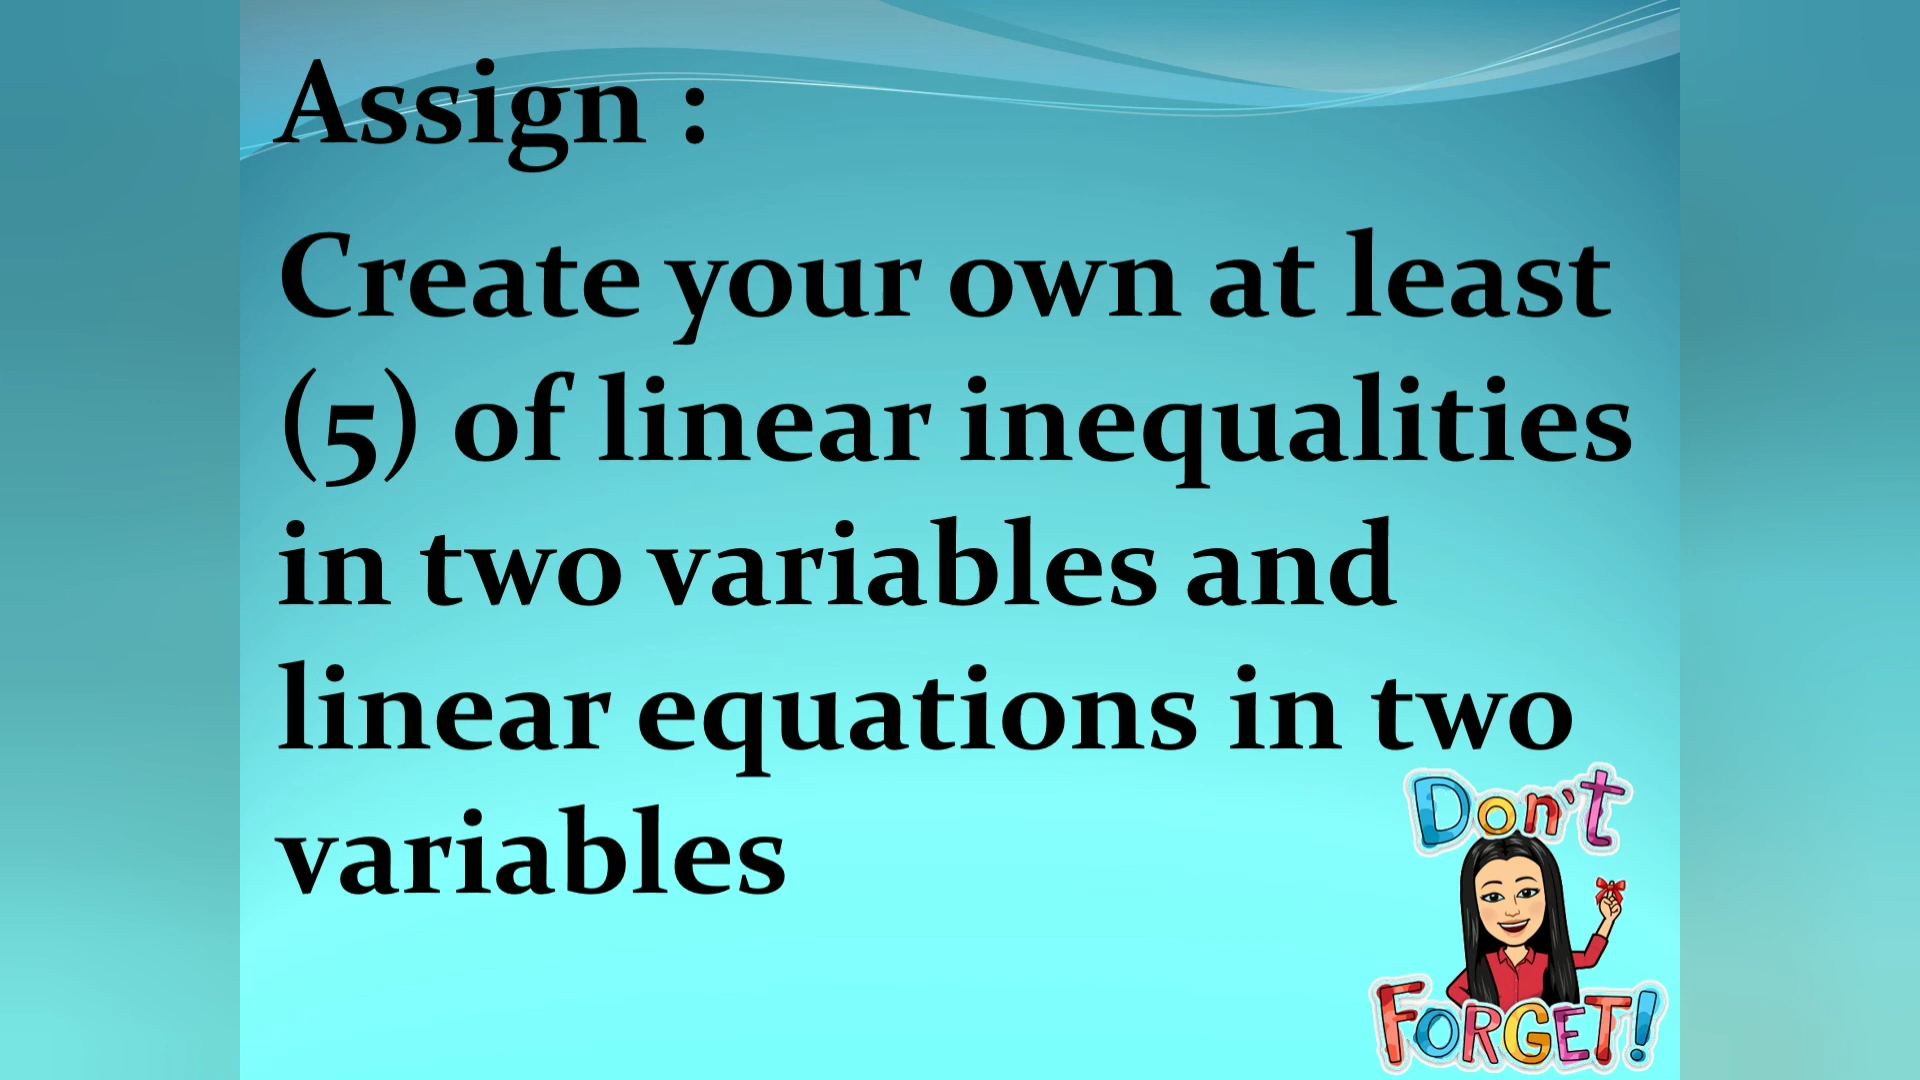 Assign :
Create your own at least
(5) of linear inequalities
in two variables and
linear equations in two
variables
Don't
FORGET!